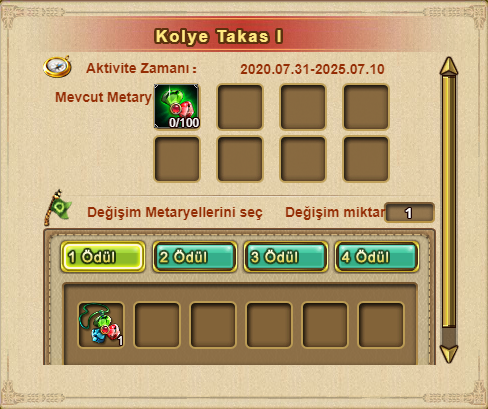 Kolye Takas I
Aktivite Zamanı : 2020.07.31-2025.07.10
Mevcut Metary
0/100
Değişim Metaryellerini seç Değişim miktar 1
1 Ödül 2 Ödül 3 Ödül 4 Ödül
1